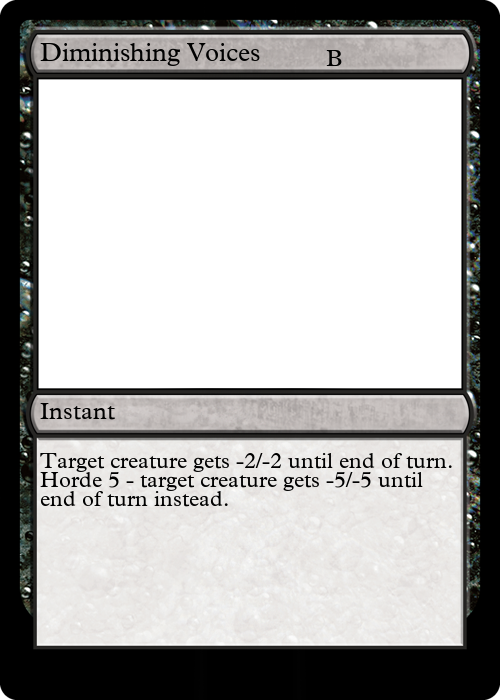 Diminishing Voices B
Instant
Target creature gets -2/-2 until end of turn.
Horde 5 - target creature gets -5/-5 until
end of turn instead.